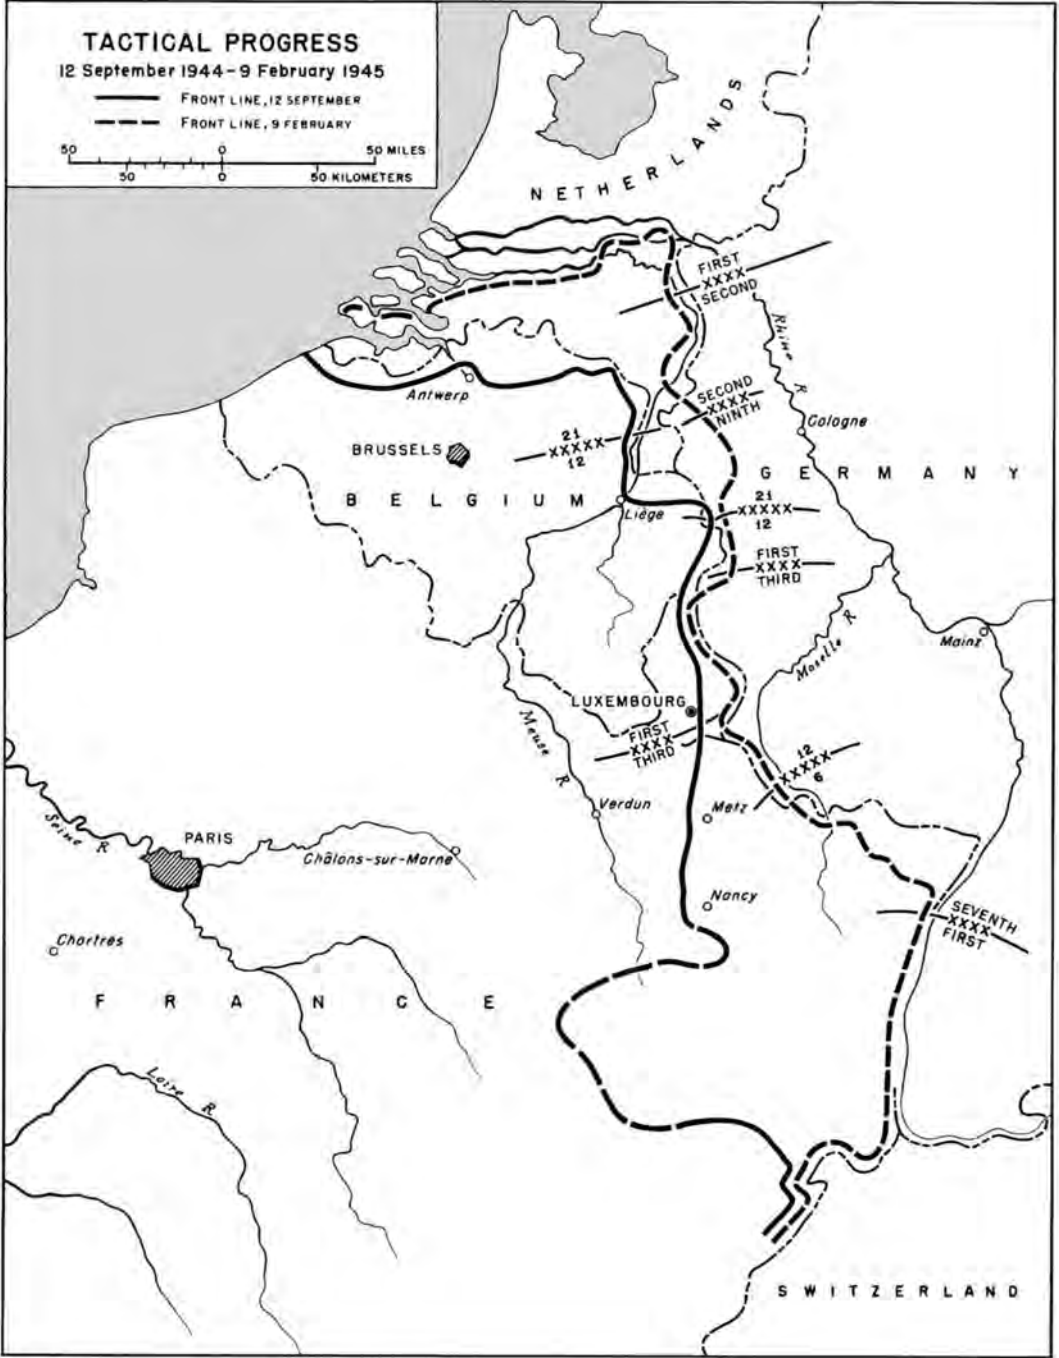 TACTICAL PROGRESS
12 September 1944-9 February 1945
FRONT LINE, 12 SEPTEMBER
FRONT LINE, 9 FEBRUARY
50 0 50 MILES
50 0 50 KILOMETERS
NETHERLANDS
FIRST
XXXX
SECOND
Rhine R
Antwerp
SECOND
XXXX
NINTH
Cologne
21
XXXXX
12
BRUSSELS
GERMANY
BELGIUM
Liège
21
XXXXX
12
FIRST
XXXX
THIRD
Moselle R
Mainz
LUXEMBOURG
Meuse R
FIRST
XXXX
THIRD
12
XXXXX
6
Verdun
Metz
Seine R
PARIS
Châlons-sur-Marne
Nancy
SEVENTH
XXXX
FIRST
Chartres
FRANCE
Loire R
SWITZERLAND